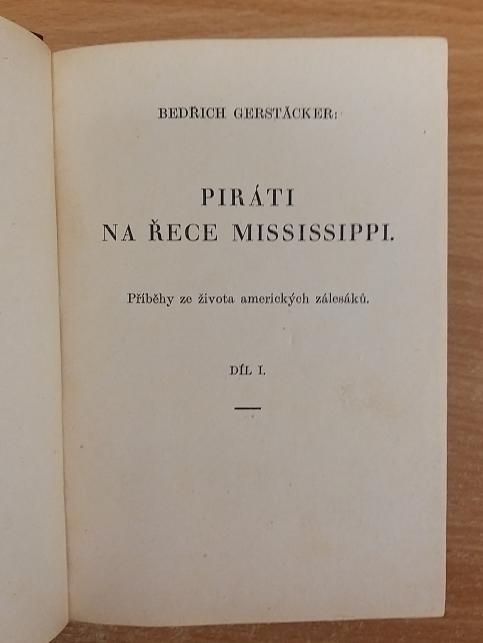 BEDŘICH GERSTÄCKER:
PIRÁTI
NA ŘECE MISSISSIPPI.
Příběhy ze života amerických zálesáků.
DÍL I.